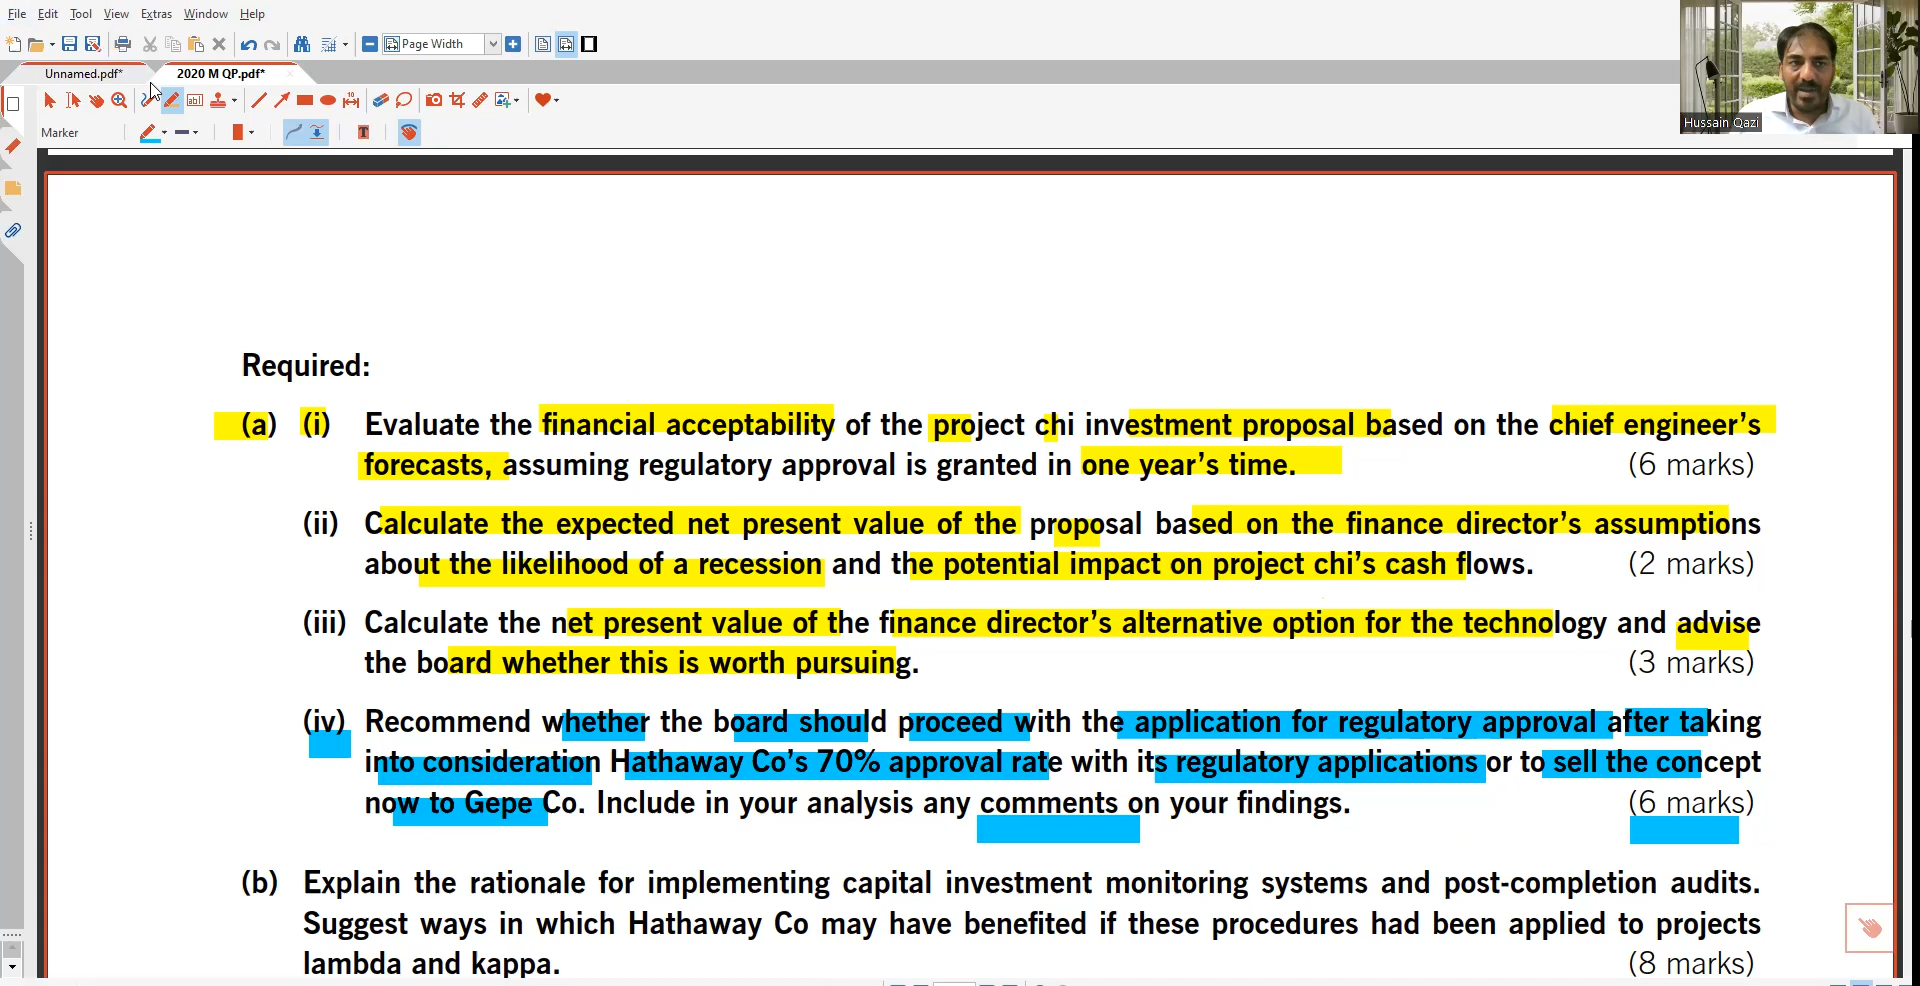 File Edit Tool View Extras Window Help
Page Width
Unnamed.pdf* 2020 M QP.pdf*
Marker
Hussain Qazi
Required:
(a) (i) Evaluate the financial acceptability of the project chi investment proposal based on the chief engineer's
forecasts, assuming regulatory approval is granted in one year's time. (6 marks)
(ii) Calculate the expected net present value of the proposal based on the finance director's assumptions
about the likelihood of a recession and the potential impact on project chi's cash flows. (2 marks)
(iii) Calculate the net present value of the finance director's alternative option for the technology and advise
the board whether this is worth pursuing. (3 marks)
(iv) Recommend whether the board should proceed with the application for regulatory approval after taking
into consideration Hathaway Co's 70% approval rate with its regulatory applications or to sell the concept
now to Gepe Co. Include in your analysis any comments on your findings. (6 marks)
(b) Explain the rationale for implementing capital investment monitoring systems and post-completion audits.
Suggest ways in which Hathaway Co may have benefited if these procedures had been applied to projects
lambda and kappa. (8 marks)